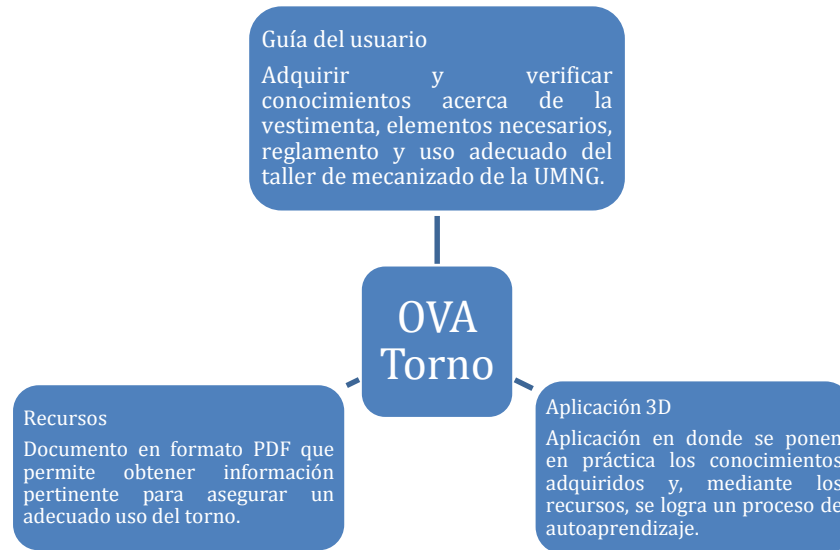 Guía del usuario
Adquirir y verificar
conocimientos acerca de la
vestimenta, elementos necesarios,
reglamento y uso adecuado del
taller de mecanizado de la UMNG.
OVA
Torno
Recursos
Documento en formato PDF que
permite obtener información
pertinente para asegurar un
adecuado uso del torno.
Aplicación 3D
Aplicación en donde se ponen
en práctica los conocimientos
adquiridos y, mediante los
recursos, se logra un proceso de
autoaprendizaje.